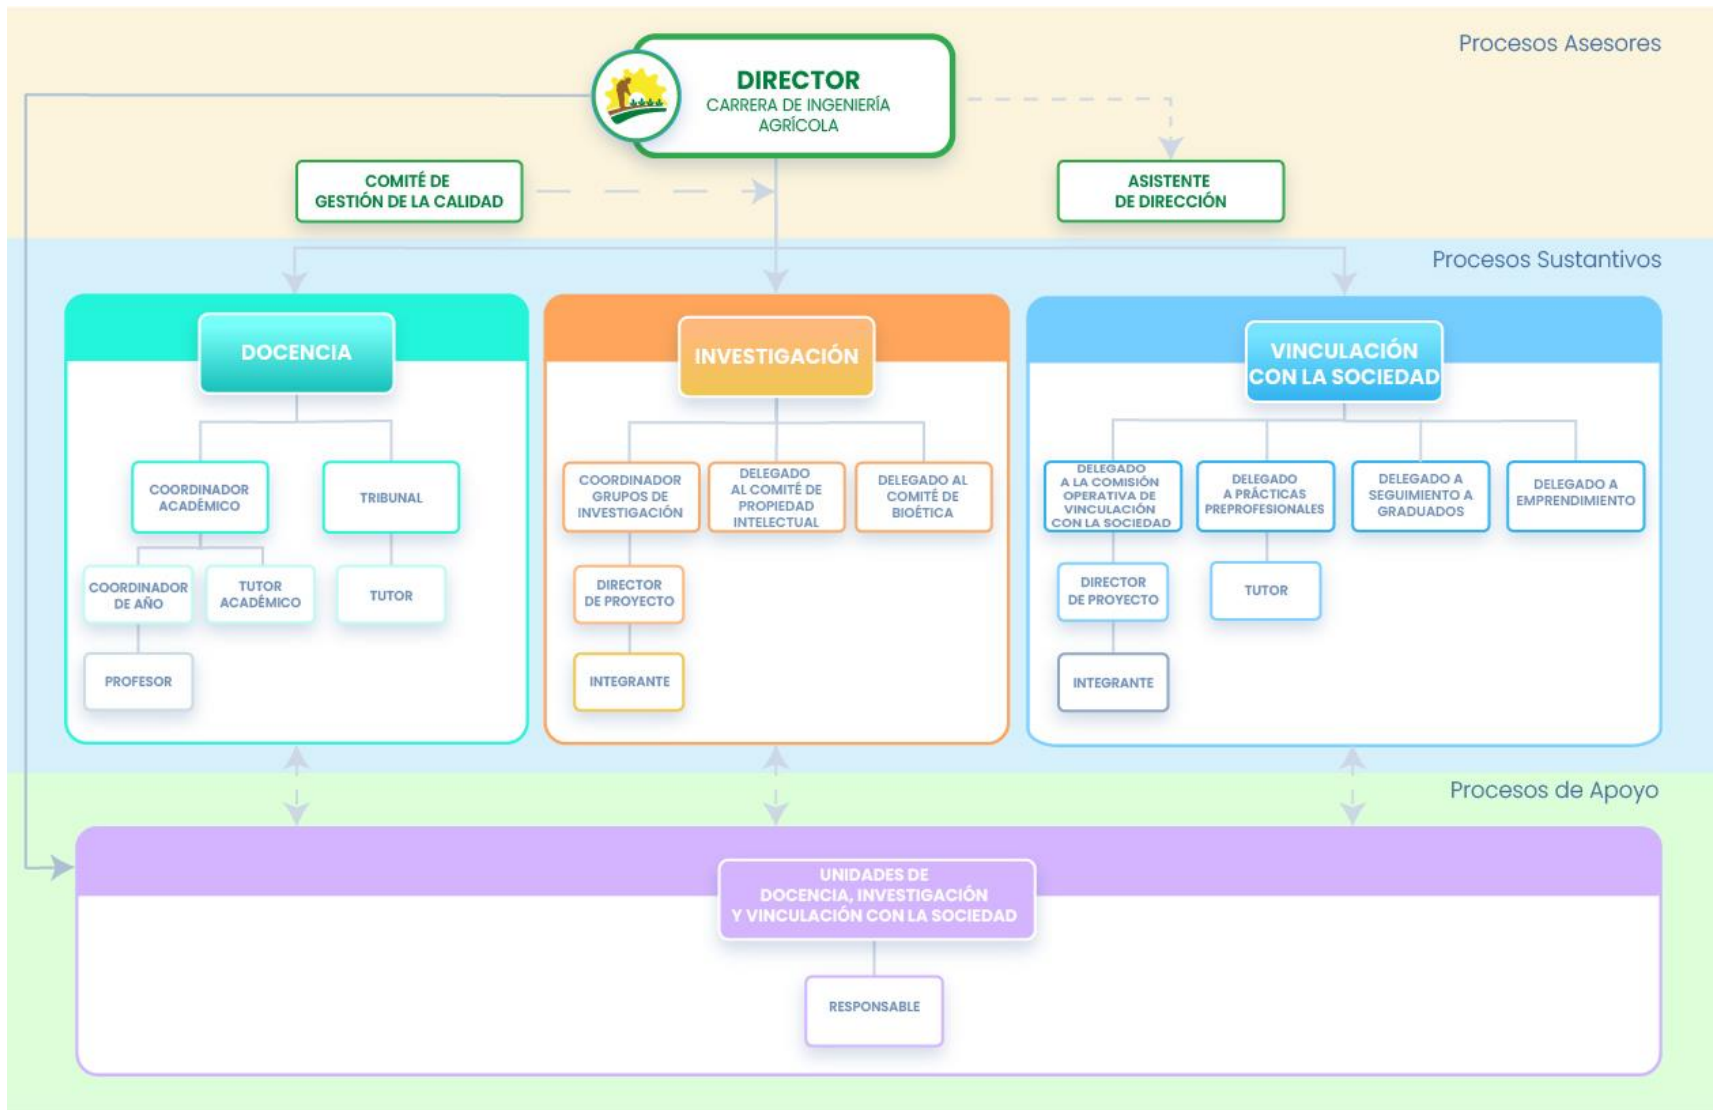 Procesos Asesores
DIRECTOR
CARRERA DE INGENIERÍA
AGRÍCOLA
COMITÉ DE
GESTIÓN DE LA CALIDAD
ASISTENTE
DE DIRECCIÓN
Procesos Sustantivos
DOCENCIA
COORDINADOR
ACADÉMICO
TRIBUNAL
COORDINADOR
DE AÑO
TUTOR
ACADÉMICO
TUTOR
PROFESOR
INVESTIGACIÓN
COORDINADOR
GRUPOS DE
INVESTIGACIÓN
DELEGADO
AL COMITÉ DE
PROPIEDAD
INTELECTUAL
DELEGADO AL
COMITÉ DE
BIOÉTICA
DIRECTOR
DE PROYECTO
INTEGRANTE
VINCULACIÓN
CON LA SOCIEDAD
DELEGADO
A LA COMISIÓN
OPERATIVA DE
VINCULACIÓN
CON LA SOCIEDAD
DELEGADO
A PRÁCTICAS
PREPROFESIONALES
DELEGADO A
SEGUIMIENTO A
GRADUADOS
DELEGADO A
EMPRENDIMIENTO
DIRECTOR
DE PROYECTO
TUTOR
INTEGRANTE
Procesos de Apoyo
UNIDADES DE
DOCENCIA, INVESTIGACIÓN
Y VINCULACIÓN CON LA SOCIEDAD
RESPONSABLE